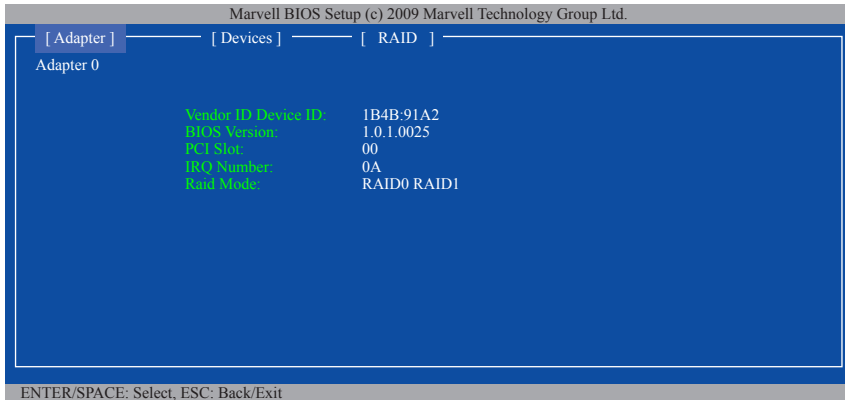 Marvell BIOS Setup (c) 2009 Marvell Technology Group Ltd.
[ Adapter ] [ Devices ] [ RAID ]
Adapter 0
Vendor ID Device ID: 1B4B:91A2
BIOS Version: 1.0.1.0025
PCI Slot: 00
IRQ Number: 0A
Raid Mode: RAID0 RAID1
ENTER/SPACE: Select, ESC: Back/Exit